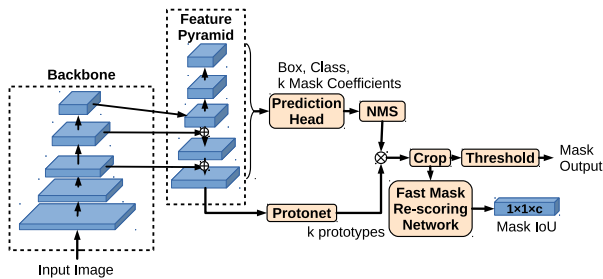 Feature
Pyramid
Backbone
Box, Class,
k Mask Coefficients
Prediction
Head
NMS
Crop
Threshold
Mask
Output
Fast Mask
Re-scoring
Network
1×1×c
Mask IoU
Protonet
k prototypes
Input Image